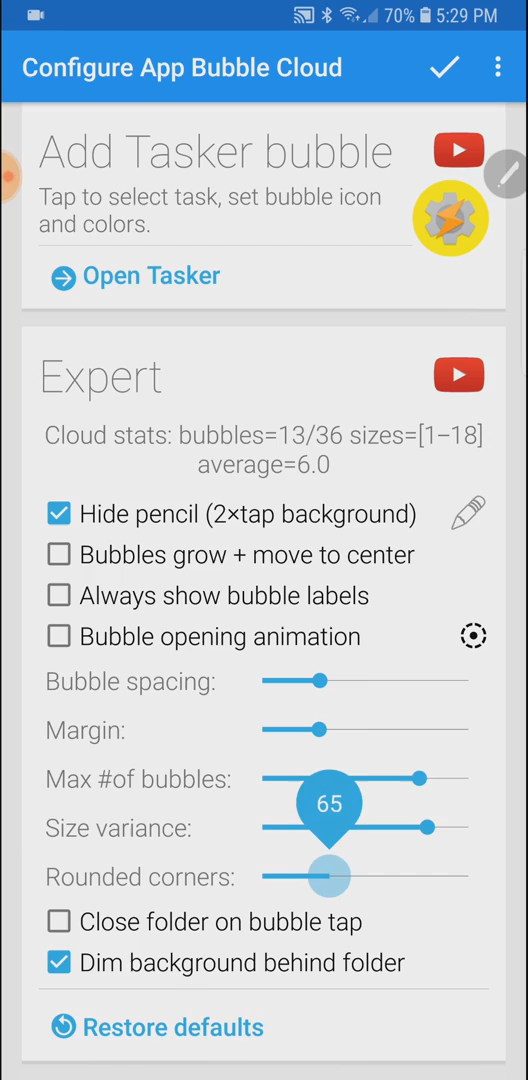 70% 5:29 PM
Configure App Bubble Cloud
Add Tasker bubble
Tap to select task, set bubble icon
and colors.
Open Tasker
Expert
Cloud stats: bubbles=13/36 sizes=[1–18]
average=6.0
Hide pencil (2×tap background)
Bubbles grow + move to center
Always show bubble labels
Bubble opening animation
Bubble spacing:
Margin:
Max #of bubbles:
65
Size variance:
Rounded corners:
Close folder on bubble tap
Dim background behind folder
Restore defaults